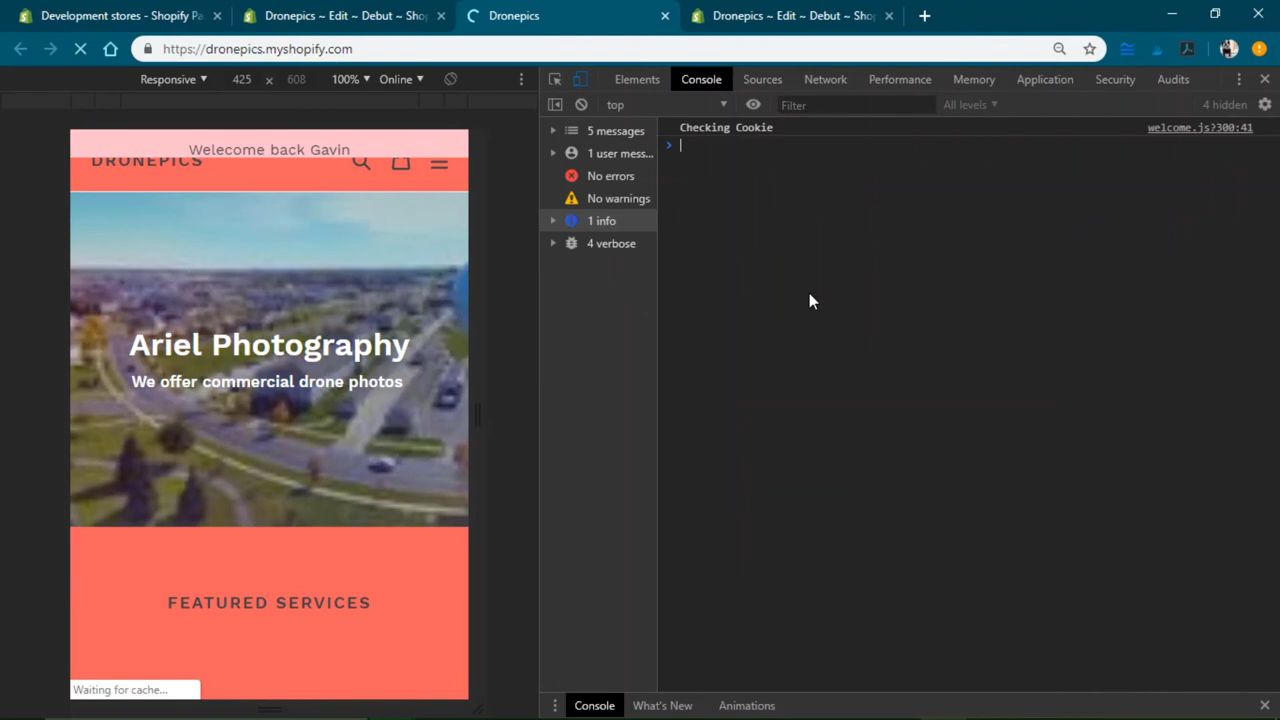 Development stores - Shopify Pa
Dronepics ~ Edit ~ Debut ~ Shop
Dronepics
Dronepics ~ Edit ~ Debut ~ Shop
https://dronepics.myshopify.com
Responsive
425
×
608
100%
Online
Elements
Console
Sources
Network
Performance
Memory
Application
Security
Audits
top
Filter
All levels
4 hidden
5 messages
1 user mess...
No errors
No warnings
1 info
4 verbose
Checking Cookie
welcome.js?300:41
Welecome back Gavin
DRONEPICS
Ariel Photography
We offer commercial drone photos
FEATURED SERVICES
Waiting for cache...
Console
What's New
Animations